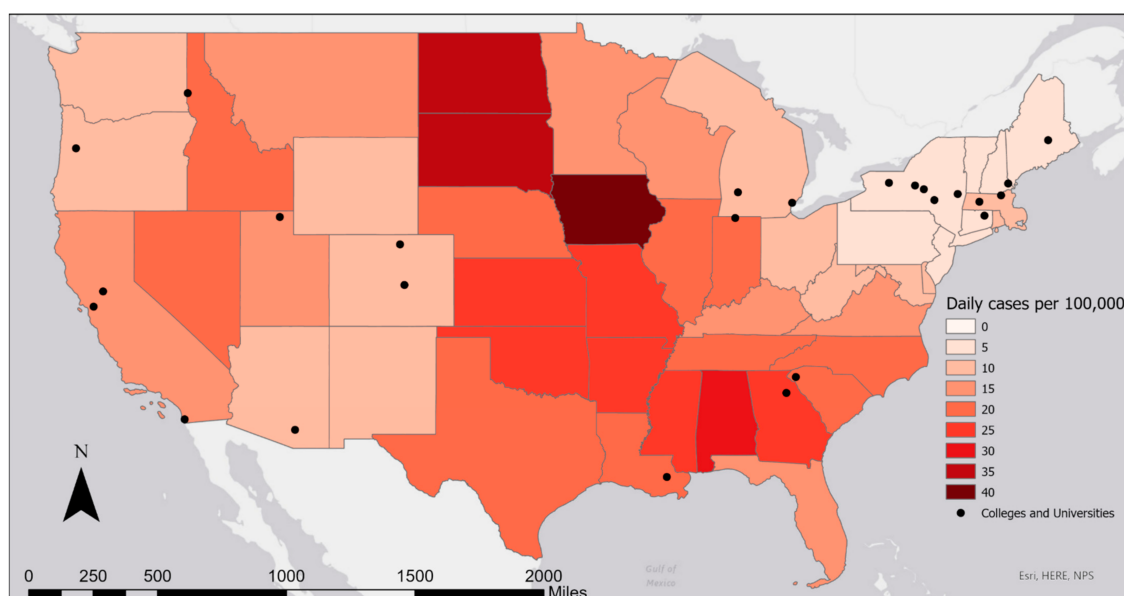 Daily cases per 100,000
0
5
10
15
20
25
30
35
40
Colleges and Universities
N
Gulf of
Mexico
0 250 500 1000 1500 2000
Miles
Esri, HERE, NPS